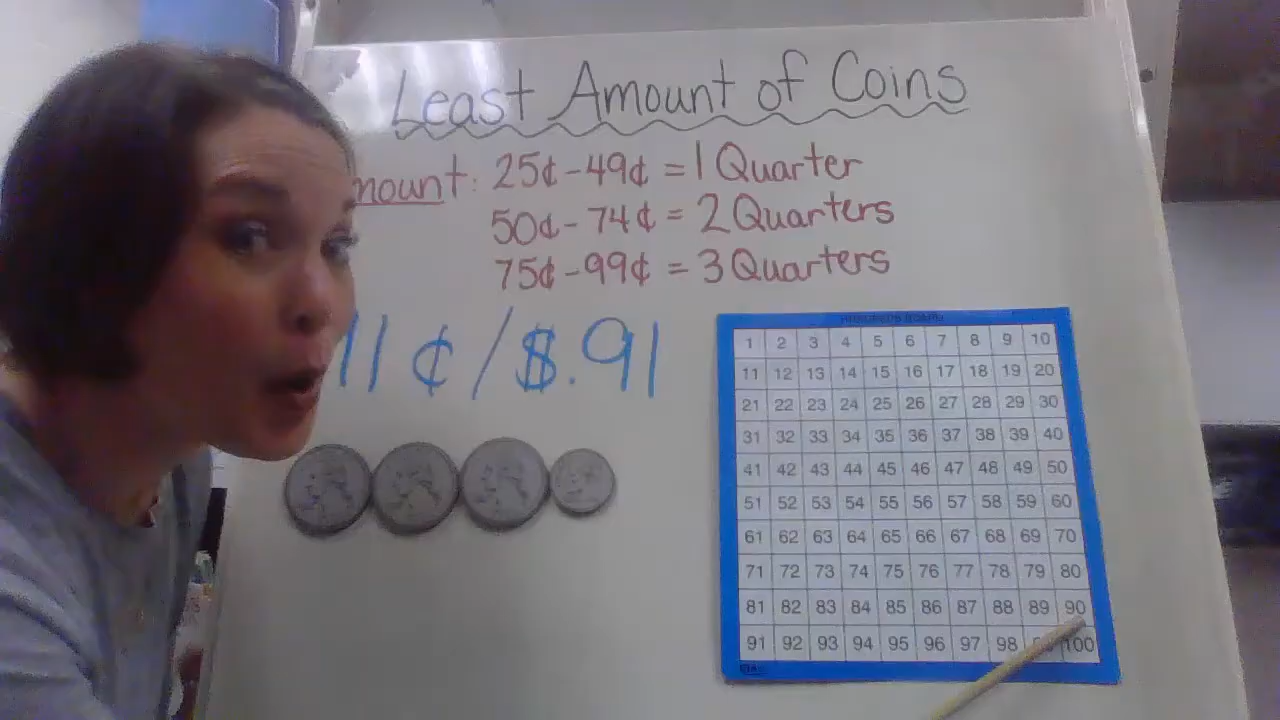 Least Amount of Coins
mount: 25¢-49¢ = 1 Quarter
50¢-74¢ = 2 Quarters
75¢-99¢ = 3 Quarters
11 ¢ / $.91
1 2 3 4 5 6 7 8 9 10
11 12 13 14 15 16 17 18 19 20
21 22 23 24 25 26 27 28 29 30
31 32 33 34 35 36 37 38 39 40
41 42 43 44 45 46 47 48 49 50
51 52 53 54 55 56 57 58 59 60
61 62 63 64 65 66 67 68 69 70
71 72 73 74 75 76 77 78 79 80
81 82 83 84 85 86 87 88 89 90
91 92 93 94 95 96 97 98 100